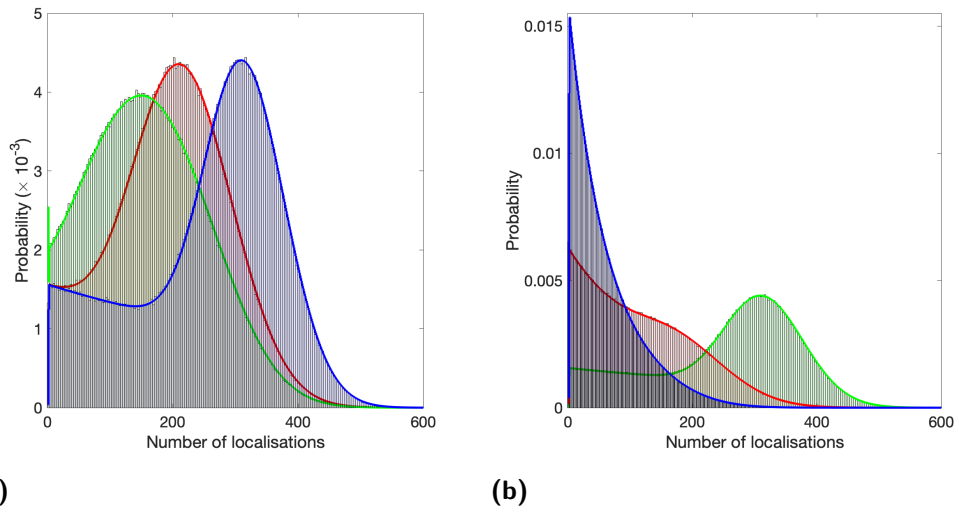 5
4
3
2
1
0
Probability (× 10⁻³)
0 200 400 600
Number of localisations
)
0.015
0.01
0.005
0
Probability
0 200 400 600
Number of localisations
(b)